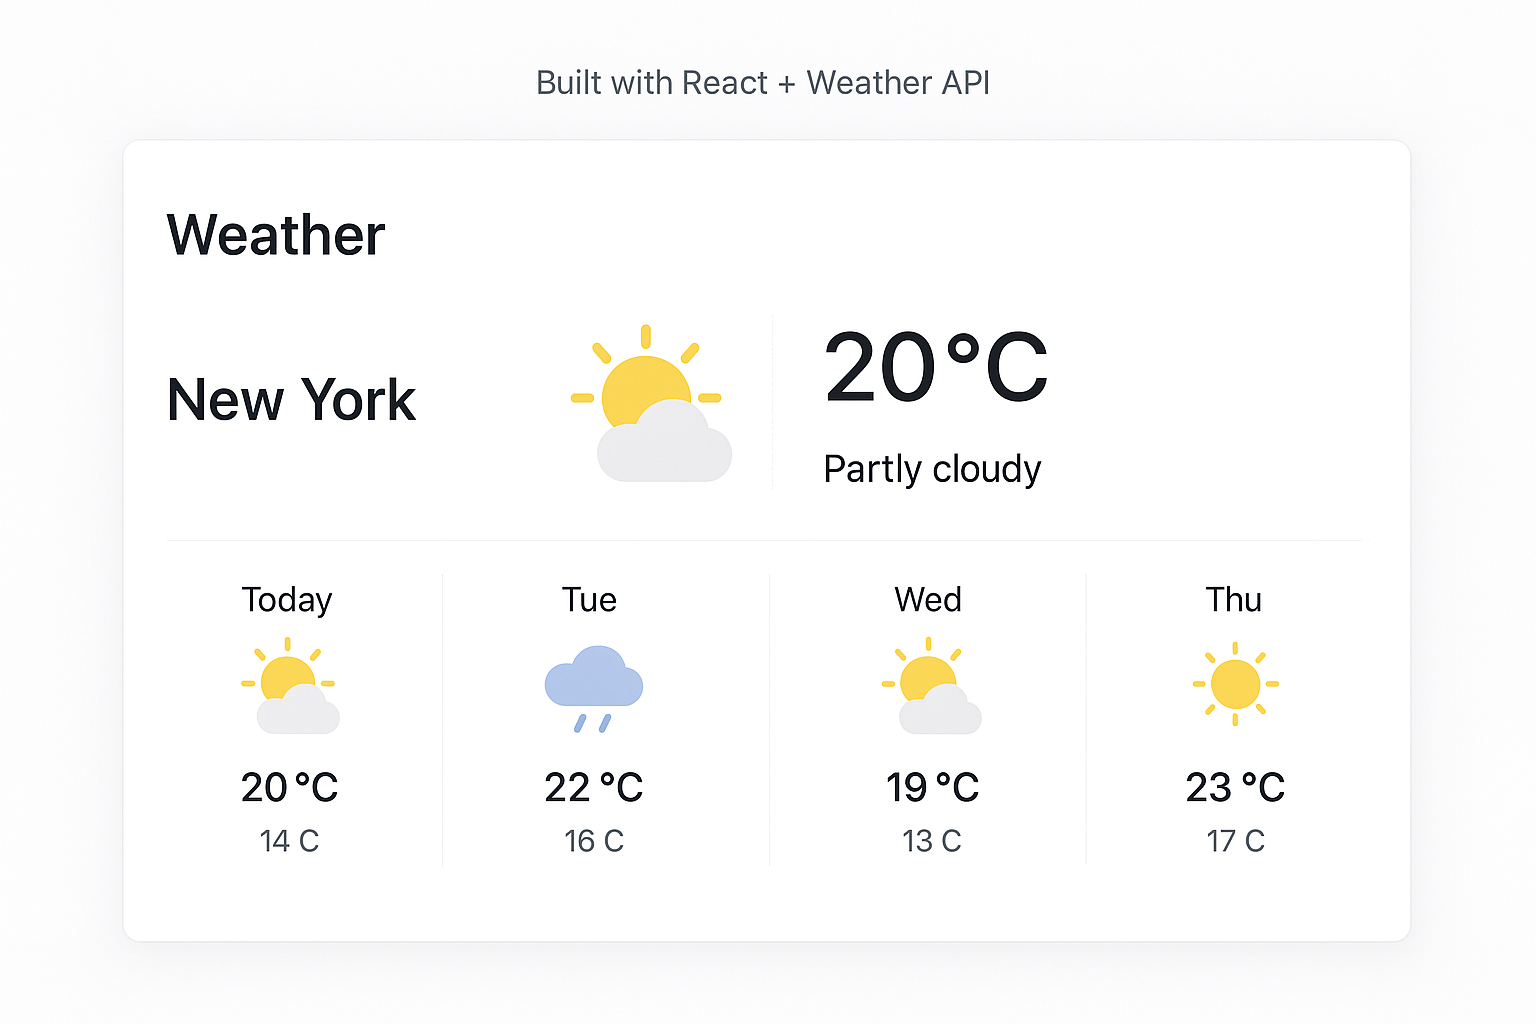 Built with React + Weather API
Weather
New York
20°C
Partly cloudy
Today
Tue
Wed
Thu
20 °C
22 °C
19 °C
23 °C
14 C
16 C
13 C
17 C